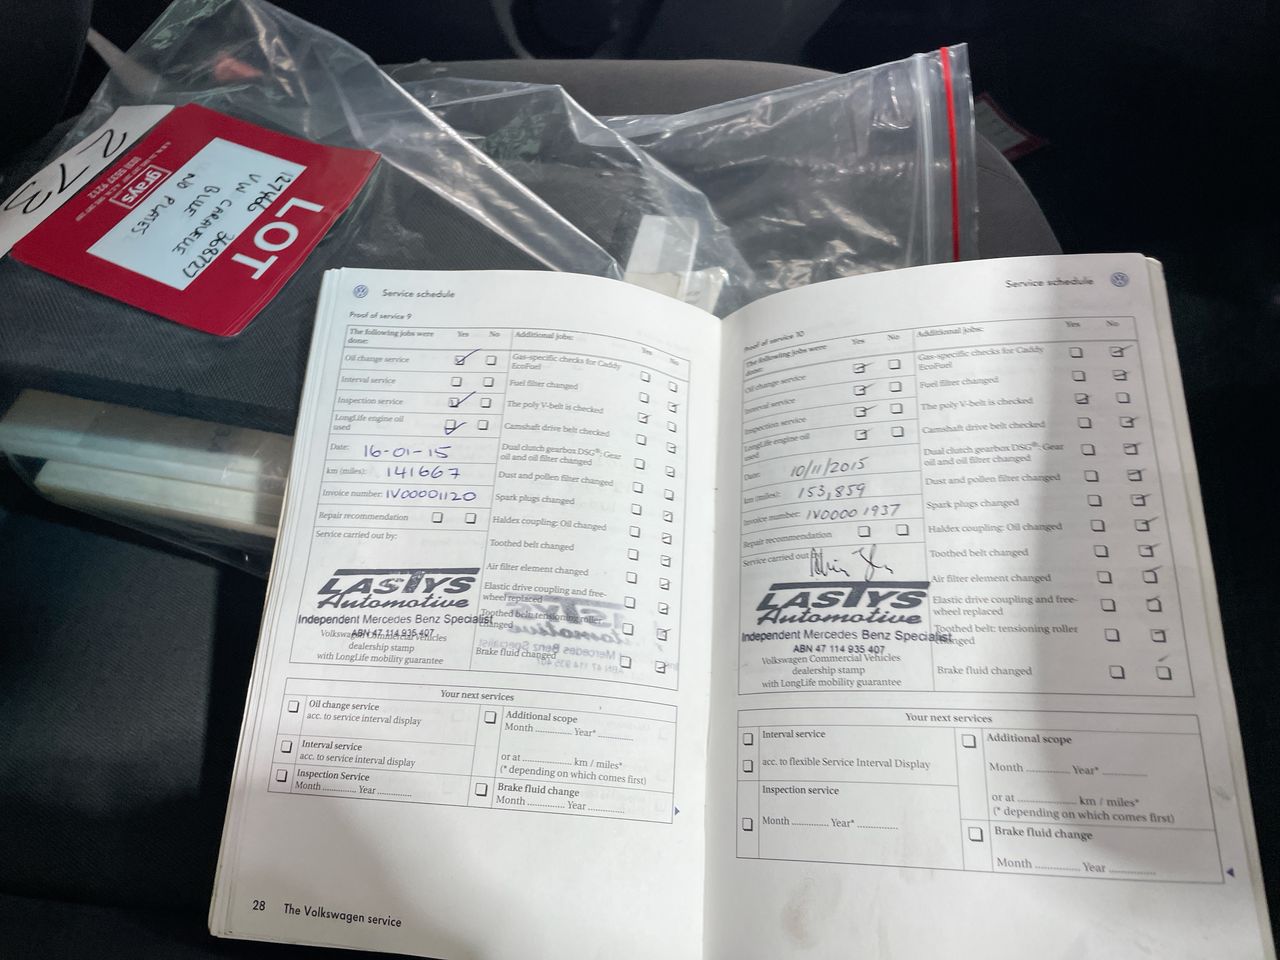 273
grays
LOT
127466 368727
VW CARAVELLE
BLUE
NO PLATES
Service schedule
Proof of service 9
The following jobs were done: Yes No
Oil change service
Interval service
Inspection service
LongLife engine oil used
Date: 16-01-15
km (miles): 141667
Invoice number: IV00001120
Repair recommendation
Service carried out by:
LASTYS
Automotive
Independent Mercedes Benz Specialist
ABN 47 114 935 407
Volkswagen Commercial Vehicles
dealership stamp
with LongLife mobility guarantee
Additional jobs: Yes No
Gas-specific checks for Caddy
EcoFuel
Fuel filter changed
The poly V-belt is checked
Camshaft drive belt checked
Dual clutch gearbox DSG®: Gear
oil and oil filter changed
Dust and pollen filter changed
Spark plugs changed
Haldex coupling: Oil changed
Toothed belt changed
Air filter element changed
Elastic drive coupling and free-
wheel replaced
Toothed belt: tensioning roller
changed
Brake fluid changed
Your next services
Oil change service
acc. to service interval display
Interval service
acc. to service interval display
Inspection Service
Month .............. Year ..............
Additional scope
Month .............. Year* ..............
or at .................... km / miles*
(* depending on which comes first)
Brake fluid change
Month .............. Year ..............
28 The Volkswagen service
Service schedule
Proof of service 10
The following jobs were done: Yes No
Oil change service
Interval service
Inspection service
LongLife engine oil used
Date: 10/11/2015
km (miles): 153,859
Invoice number: IV00001937
Repair recommendation
Service carried out
LASTYS
Automotive
Independent Mercedes Benz Specialist
ABN 47 114 935 407
Volkswagen Commercial Vehicles
dealership stamp
with LongLife mobility guarantee
Additional jobs: Yes No
Gas-specific checks for Caddy
EcoFuel
Fuel filter changed
The poly V-belt is checked
Camshaft drive belt checked
Dual clutch gearbox DSG®: Gear
oil and oil filter changed
Dust and pollen filter changed
Spark plugs changed
Haldex coupling: Oil changed
Toothed belt changed
Air filter element changed
Elastic drive coupling and free-
wheel replaced
Toothed belt: tensioning roller
changed
Brake fluid changed
Your next services
Interval service
acc. to flexible Service Interval Display
Inspection service
Month .............. Year* ..............
Additional scope
Month .............. Year* ..............
or at .................... km / miles*
(* depending on which comes first)
Brake fluid change
Month .............. Year ..............